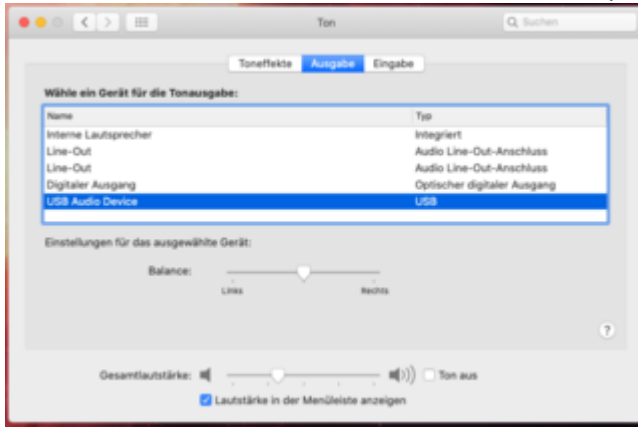 Ton
Suchen
Toneffekte Ausgabe Eingabe
Wähle ein Gerät für die Tonausgabe:
Name Typ
Interne Lautsprecher Integriert
Line-Out Audio Line-Out-Anschluss
Line-Out Audio Line-Out-Anschluss
Digitaler Ausgang Optischer digitaler Ausgang
USB Audio Device USB
Einstellungen für das ausgewählte Gerät:
Balance:
Links Rechts
?
Gesamtlautstärke: Ton aus
Lautstärke in der Menüleiste anzeigen